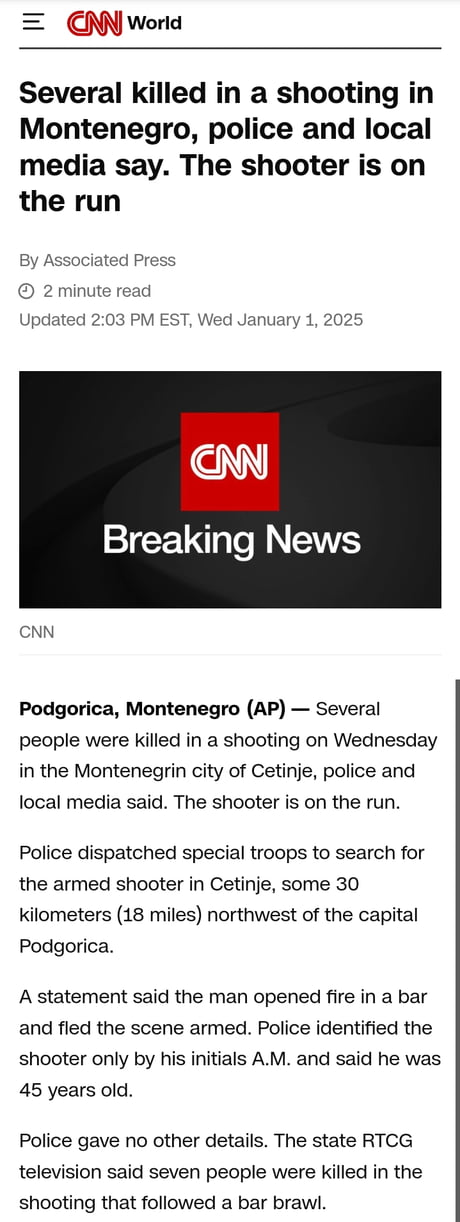 CNN World
Several killed in a shooting in
Montenegro, police and local
media say. The shooter is on
the run
By Associated Press
2 minute read
Updated 2:03 PM EST, Wed January 1, 2025
CNN
Breaking News
CNN
Podgorica, Montenegro (AP) — Several
people were killed in a shooting on Wednesday
in the Montenegrin city of Cetinje, police and
local media said. The shooter is on the run.
Police dispatched special troops to search for
the armed shooter in Cetinje, some 30
kilometers (18 miles) northwest of the capital
Podgorica.
A statement said the man opened fire in a bar
and fled the scene armed. Police identified the
shooter only by his initials A.M. and said he was
45 years old.
Police gave no other details. The state RTCG
television said seven people were killed in the
shooting that followed a bar brawl.